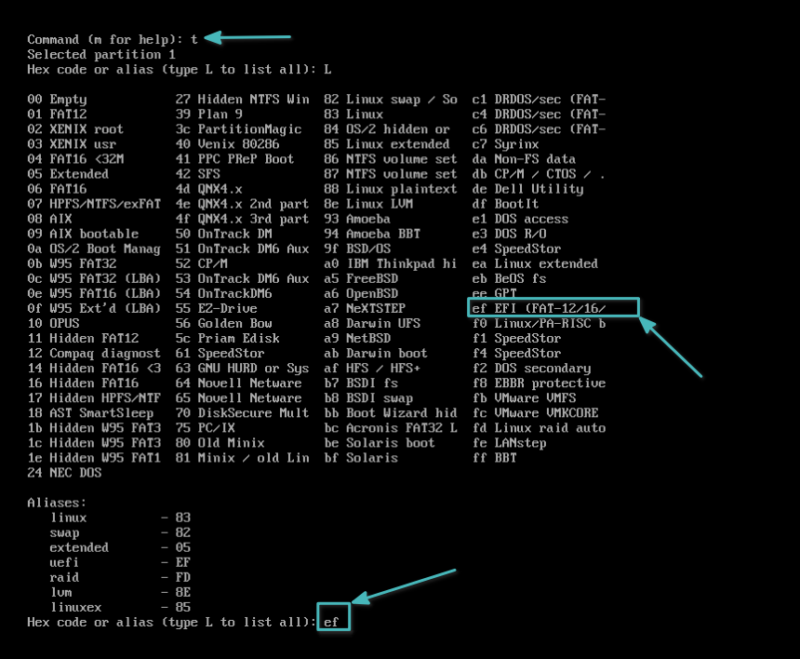 Command (m for help): t
Selected partition 1
Hex code or alias (type L to list all): L
00 Empty 27 Hidden NTFS Win 82 Linux swap / So c1 DRDOS/sec (FAT-
01 FAT12 39 Plan 9 83 Linux c4 DRDOS/sec (FAT-
02 XENIX root 3c PartitionMagic 84 OS/2 hidden or c6 DRDOS/sec (FAT-
03 XENIX usr 40 Venix 80286 85 Linux extended c7 Syrinx
04 FAT16 <32M 41 PPC PReP Boot 86 NTFS volume set da Non-FS data
05 Extended 42 SFS 87 NTFS volume set db CP/M / CTOS / .
06 FAT16 4d QNX4.x 88 Linux plaintext de Dell Utility
07 HPFS/NTFS/exFAT 4e QNX4.x 2nd part 8e Linux LVM df BootIt
08 AIX 4f QNX4.x 3rd part 93 Amoeba e1 DOS access
09 AIX bootable 50 OnTrack DM 94 Amoeba BBT e3 DOS R/O
0a OS/2 Boot Manag 51 OnTrack DM6 Aux 9f BSD/OS e4 SpeedStor
0b W95 FAT32 52 CP/M a0 IBM Thinkpad hi ea Linux extended
0c W95 FAT32 (LBA) 53 OnTrack DM6 Aux a5 FreeBSD eb BeOS fs
0e W95 FAT16 (LBA) 54 OnTrackDM6 a6 OpenBSD ee GPT
0f W95 Ext'd (LBA) 55 EZ-Drive a7 NeXTSTEP ef EFI (FAT-12/16/
10 OPUS 56 Golden Bow a8 Darwin UFS f0 Linux/PA-RISC b
11 Hidden FAT12 5c Priam Edisk a9 NetBSD f1 SpeedStor
12 Compaq diagnost 61 SpeedStor ab Darwin boot f4 SpeedStor
14 Hidden FAT16 <3 63 GNU HURD or Sys af HFS / HFS+ f2 DOS secondary
16 Hidden FAT16 64 Novell Netware b7 BSDI fs f8 EBBR protective
17 Hidden HPFS/NTF 65 Novell Netware b8 BSDI swap fb VMware VMFS
18 AST SmartSleep 70 DiskSecure Mult bb Boot Wizard hid fc VMware VMKCORE
1b Hidden W95 FAT3 75 PC/IX bc Acronis FAT32 L fd Linux raid auto
1c Hidden W95 FAT3 80 Old Minix be Solaris boot fe LANstep
1e Hidden W95 FAT1 81 Minix / old Lin bf Solaris ff BBT
24 NEC DOS
Aliases:
linux - 83
swap - 82
extended - 05
uefi - EF
raid - FD
lvm - 8E
linuxex - 85
Hex code or alias (type L to list all): ef